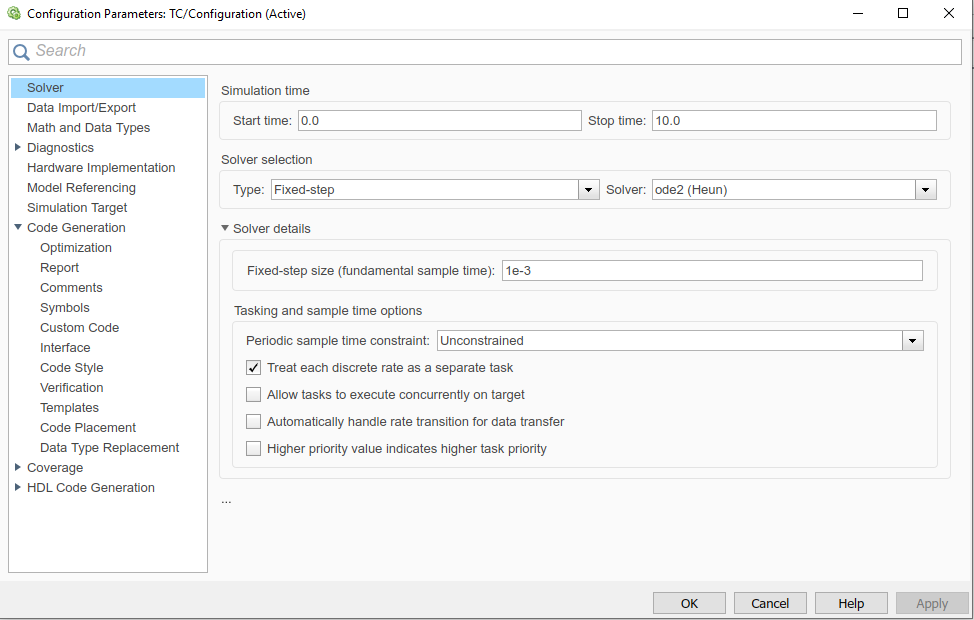 Configuration Parameters: TC/Configuration (Active)
Search
Solver
Data Import/Export
Math and Data Types
Diagnostics
Hardware Implementation
Model Referencing
Simulation Target
Code Generation
Optimization
Report
Comments
Symbols
Custom Code
Interface
Code Style
Verification
Templates
Code Placement
Data Type Replacement
Coverage
HDL Code Generation
Simulation time
Start time: 0.0 Stop time: 10.0
Solver selection
Type: Fixed-step Solver: ode2 (Heun)
Solver details
Fixed-step size (fundamental sample time): 1e-3
Tasking and sample time options
Periodic sample time constraint: Unconstrained
Treat each discrete rate as a separate task
Allow tasks to execute concurrently on target
Automatically handle rate transition for data transfer
Higher priority value indicates higher task priority
...
OK Cancel Help Apply